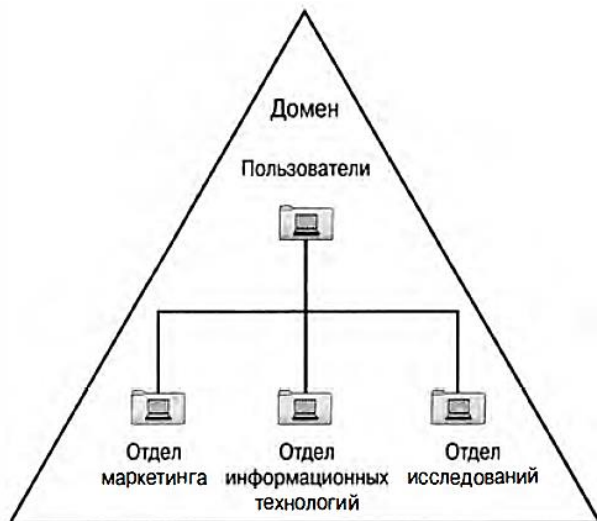 Домен
Пользователи
Отдел
маркетинга
Отдел
информационных
технологий
Отдел
исследований